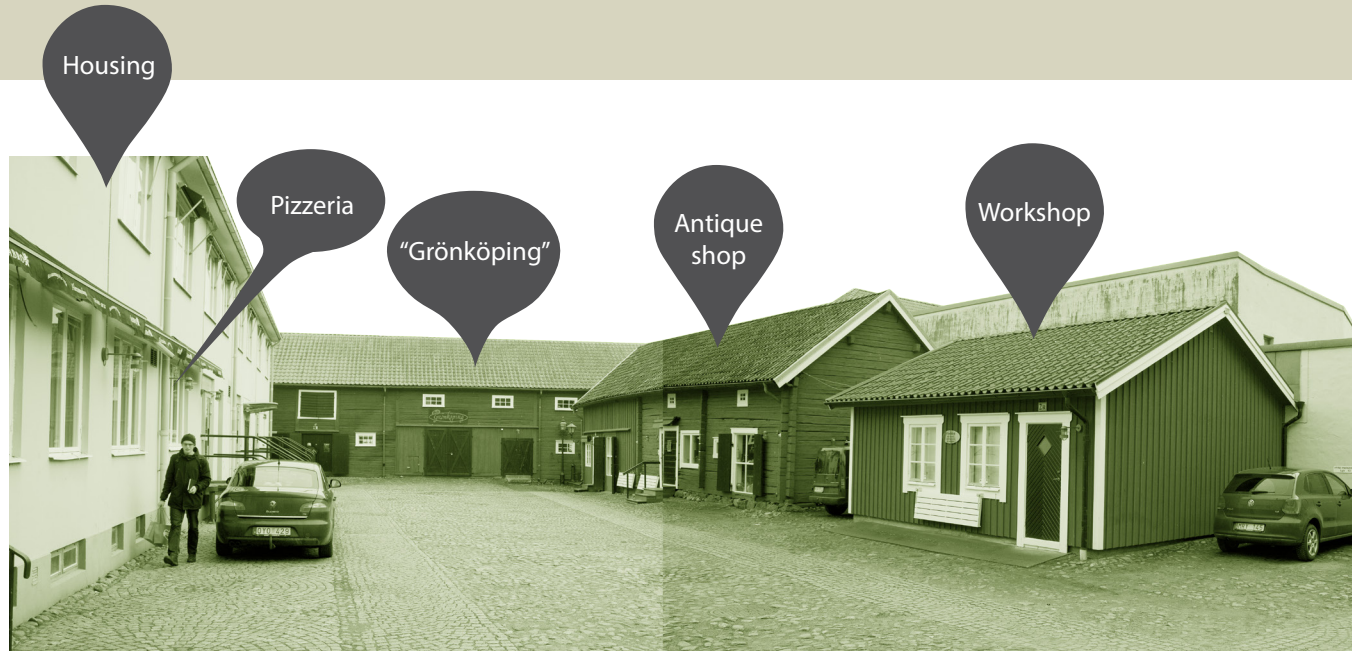 Housing
Pizzeria
“Grönköping”
Antique
shop
Workshop